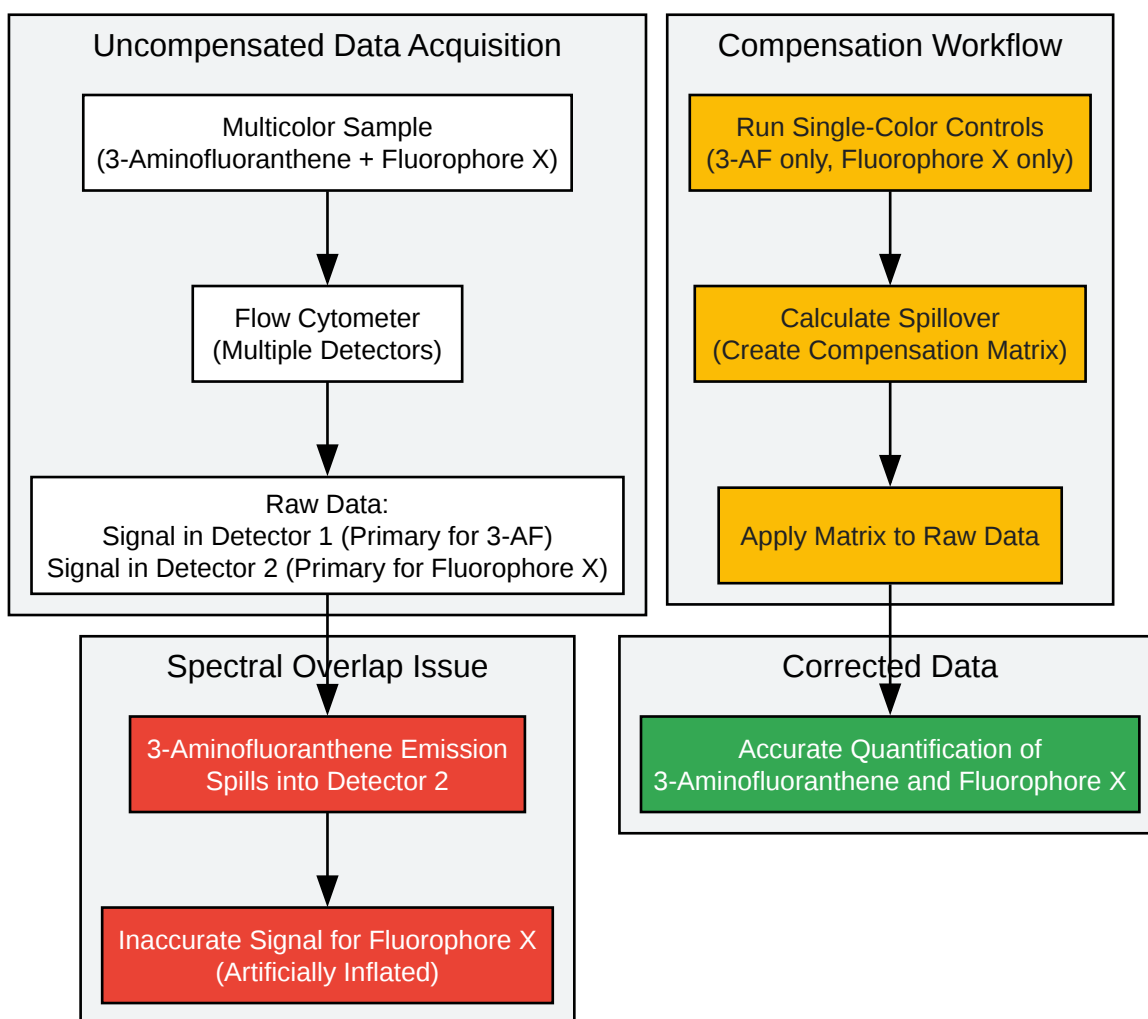 Uncompensated Data Acquisition
Multicolor Sample
(3-Aminofluoranthene + Fluorophore X)
Flow Cytometer
(Multiple Detectors)
Raw Data:
Signal in Detector 1 (Primary for 3-AF)
Signal in Detector 2 (Primary for Fluorophore X)
Spectral Overlap Issue
3-Aminofluoranthene Emission
Spills into Detector 2
Inaccurate Signal for Fluorophore X
(Artificially Inflated)
Compensation Workflow
Run Single-Color Controls
(3-AF only, Fluorophore X only)
Calculate Spillover
(Create Compensation Matrix)
Apply Matrix to Raw Data
Corrected Data
Accurate Quantification of
3-Aminofluoranthene and Fluorophore X